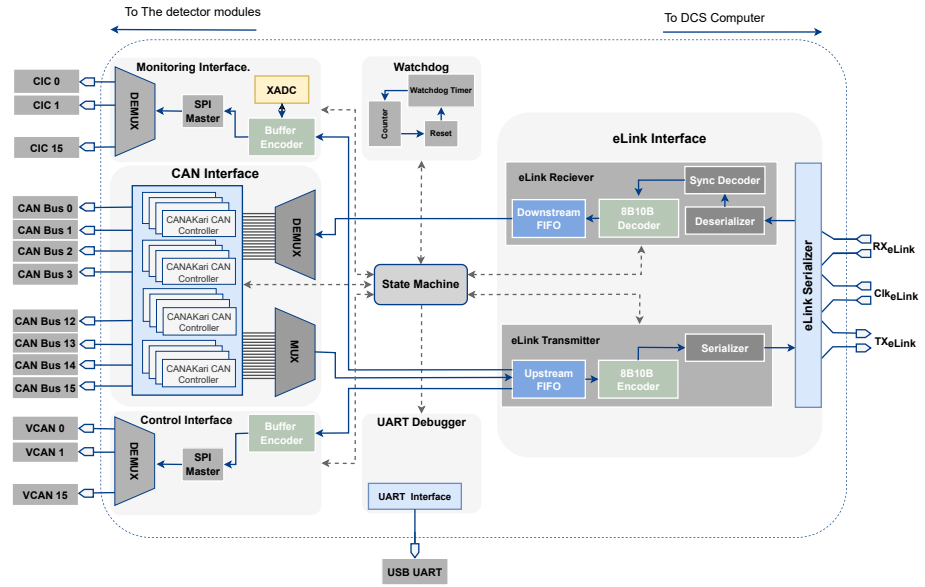 To The detector modules
To DCS Computer
Monitoring Interface.
CIC 0
CIC 1
CIC 15
DEMUX
SPI
Master
XADC
Buffer
Encoder
Watchdog
Watchdog Timer
Counter
Reset
CAN Interface
CAN Bus 0
CAN Bus 1
CAN Bus 2
CAN Bus 3
CAN Bus 12
CAN Bus 13
CAN Bus 14
CAN Bus 15
CANAKari CAN
Controller
CANAKari CAN
Controller
CANAKari CAN
Controller
CANAKari CAN
Controller
DEMUX
MUX
State Machine
eLink Interface
eLink Reciever
Sync Decoder
Downstream
FIFO
8B10B
Decoder
Deserializer
eLink Transmitter
Serializer
Upstream
FIFO
8B10B
Encoder
eLink Serializer
RXeLink
ClkeLink
TXeLink
Control Interface
VCAN 0
VCAN 1
VCAN 15
DEMUX
SPI
Master
Buffer
Encoder
UART Debugger
UART Interface
USB UART